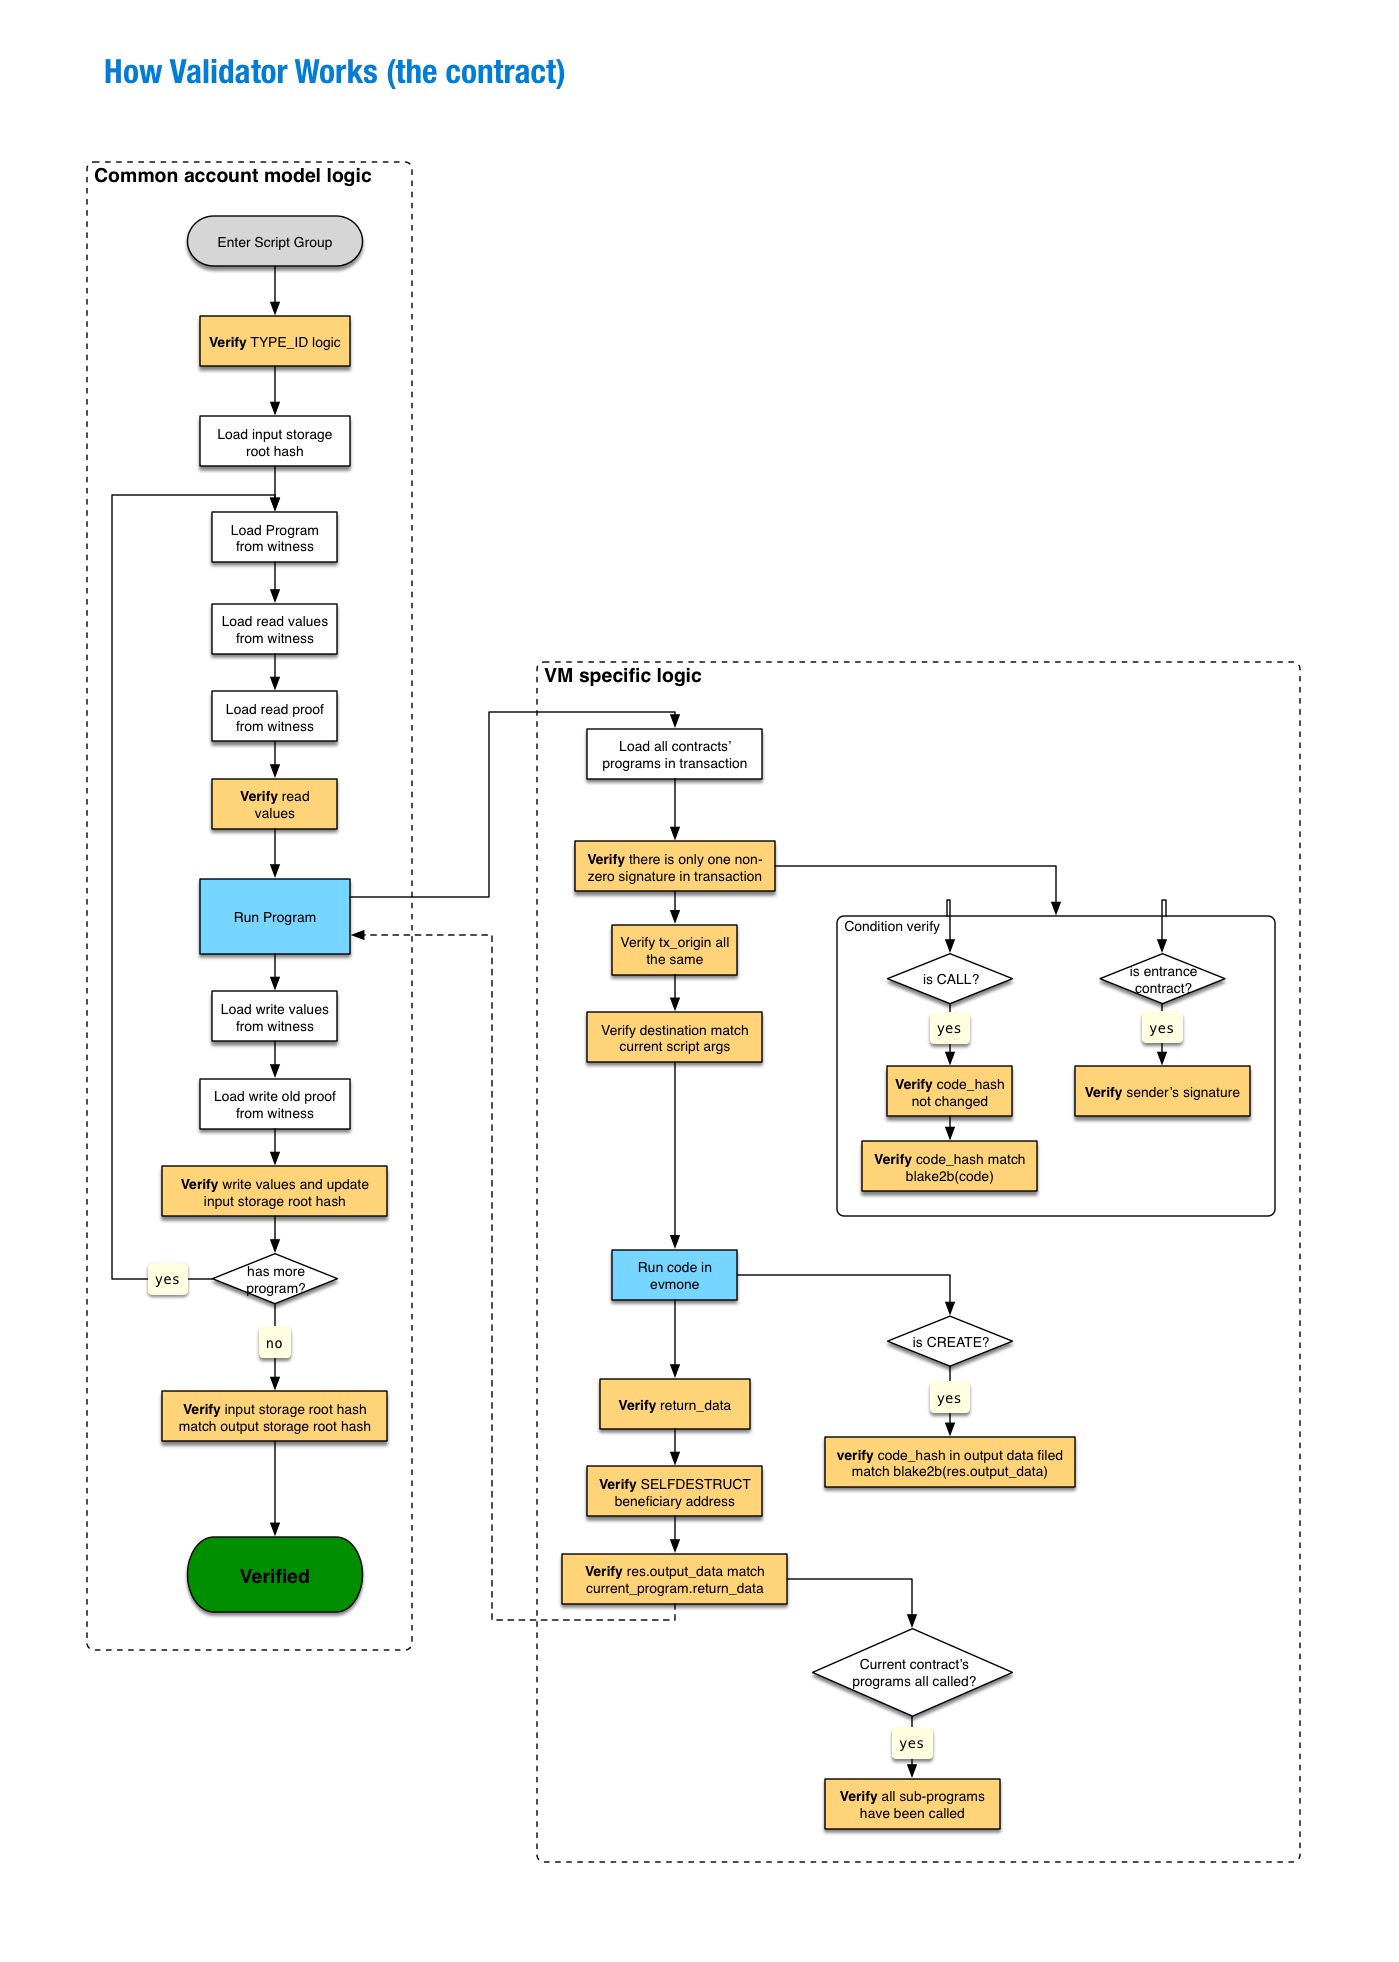 How Validator Works (the contract)
Common account model logic
Enter Script Group
Verify TYPE_ID logic
Load input storage
root hash
Load Program
from witness
Load read values
from witness
Load read proof
from witness
Verify read
values
Run Program
Load write values
from witness
Load write old proof
from witness
Verify write values and update
input storage root hash
has more
program?
yes
no
Verify input storage root hash
match output storage root hash
Verified
VM specific logic
Load all contracts’
programs in transaction
Verify there is only one non-
zero signature in transaction
Verify tx_origin all
the same
Verify destination match
current script args
Condition verify
is CALL?
yes
Verify code_hash
not changed
Verify code_hash match
blake2b(code)
is entrance
contract?
yes
Verify sender’s signature
Run code in
evmone
is CREATE?
yes
verify code_hash in output data filed
match blake2b(res.output_data)
Verify return_data
Verify SELFDESTRUCT
beneficiary address
Verify res.output_data match
current_program.return_data
Current contract’s
programs all called?
yes
Verify all sub-programs
have been called